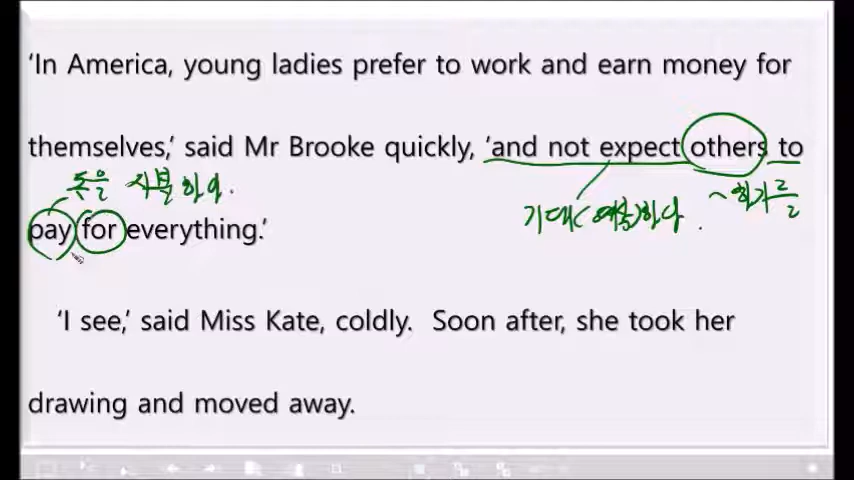 'In America, young ladies prefer to work and earn money for
themselves,' said Mr Brooke quickly, 'and not expect others to
돈을 지불하다.
~하기를
기대(예상)하다.
pay for everything.'
'I see,' said Miss Kate, coldly. Soon after, she took her
drawing and moved away.